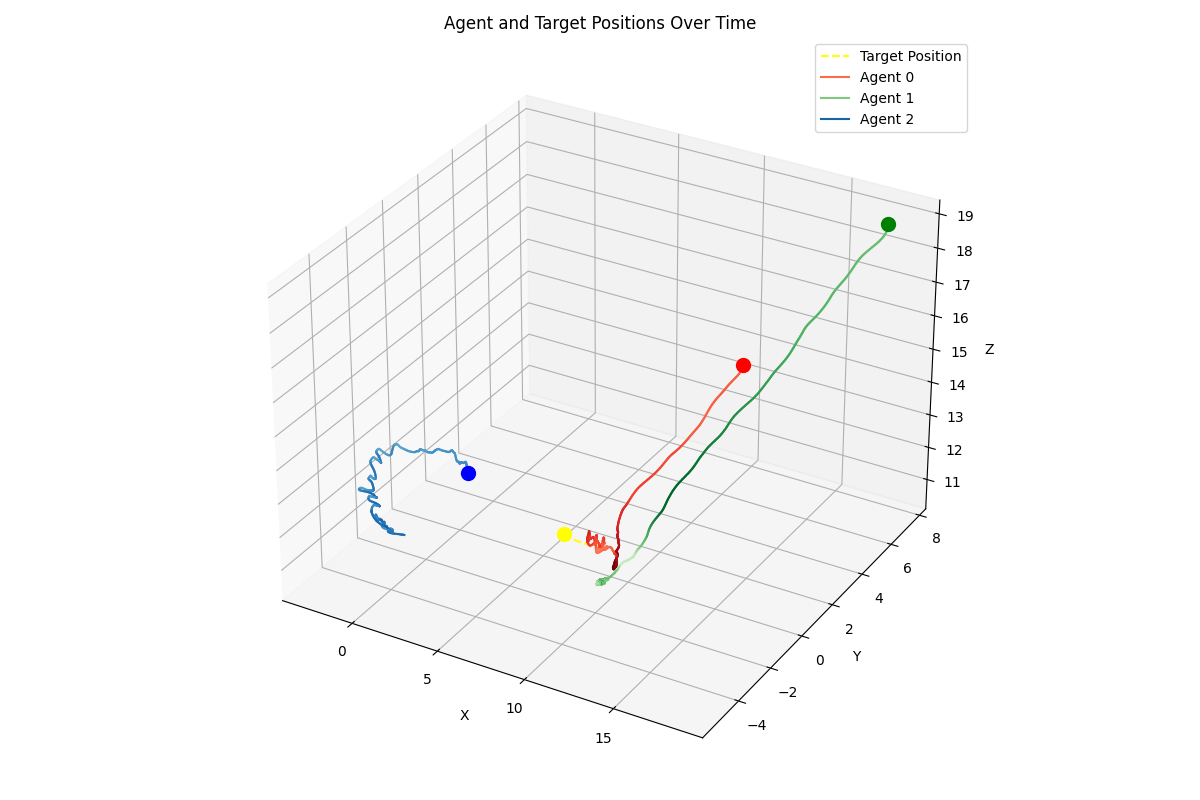 Agent and Target Positions Over Time
Target Position
Agent 0
Agent 1
Agent 2
19
18
17
16
15
14
13
12
11
Z
8
6
4
2
0
−2
−4
Y
0
5
10
15
X